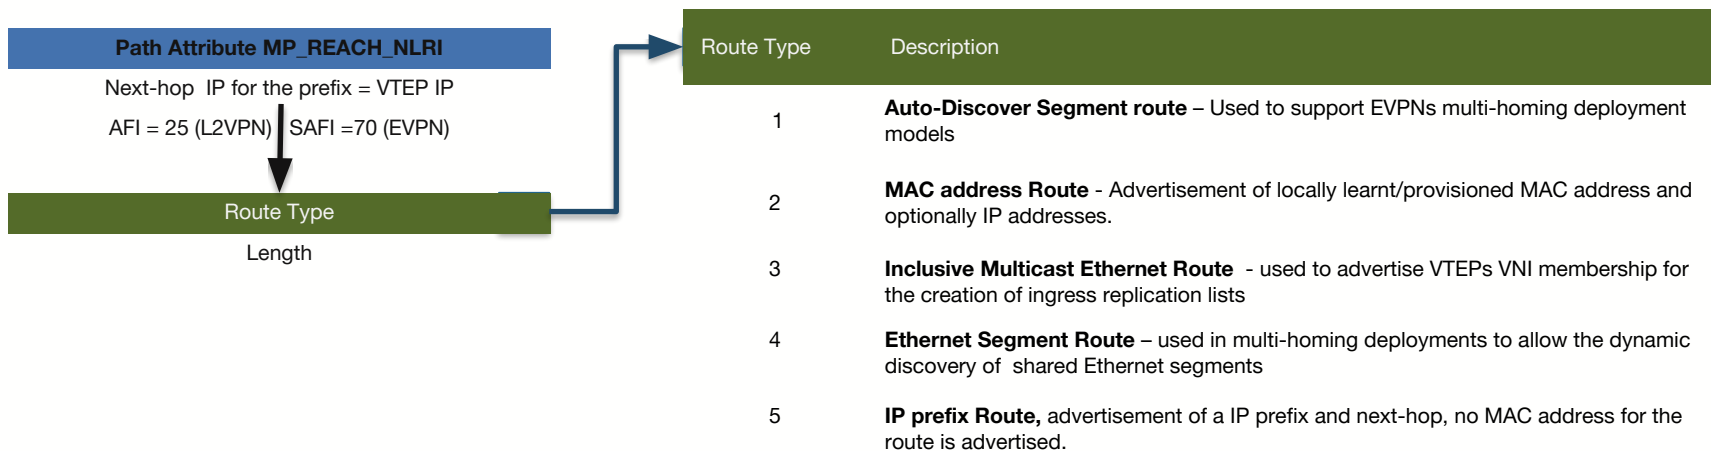 Path Attribute MP_REACH_NLRI
Next-hop IP for the prefix = VTEP IP
AFI = 25 (L2VPN) SAFI =70 (EVPN)
Route Type
Length
Route Type Description
1 Auto-Discover Segment route – Used to support EVPNs multi-homing deployment
models
2 MAC address Route - Advertisement of locally learnt/provisioned MAC address and
optionally IP addresses.
3 Inclusive Multicast Ethernet Route - used to advertise VTEPs VNI membership for
the creation of ingress replication lists
4 Ethernet Segment Route – used in multi-homing deployments to allow the dynamic
discovery of shared Ethernet segments
5 IP prefix Route, advertisement of a IP prefix and next-hop, no MAC address for the
route is advertised.